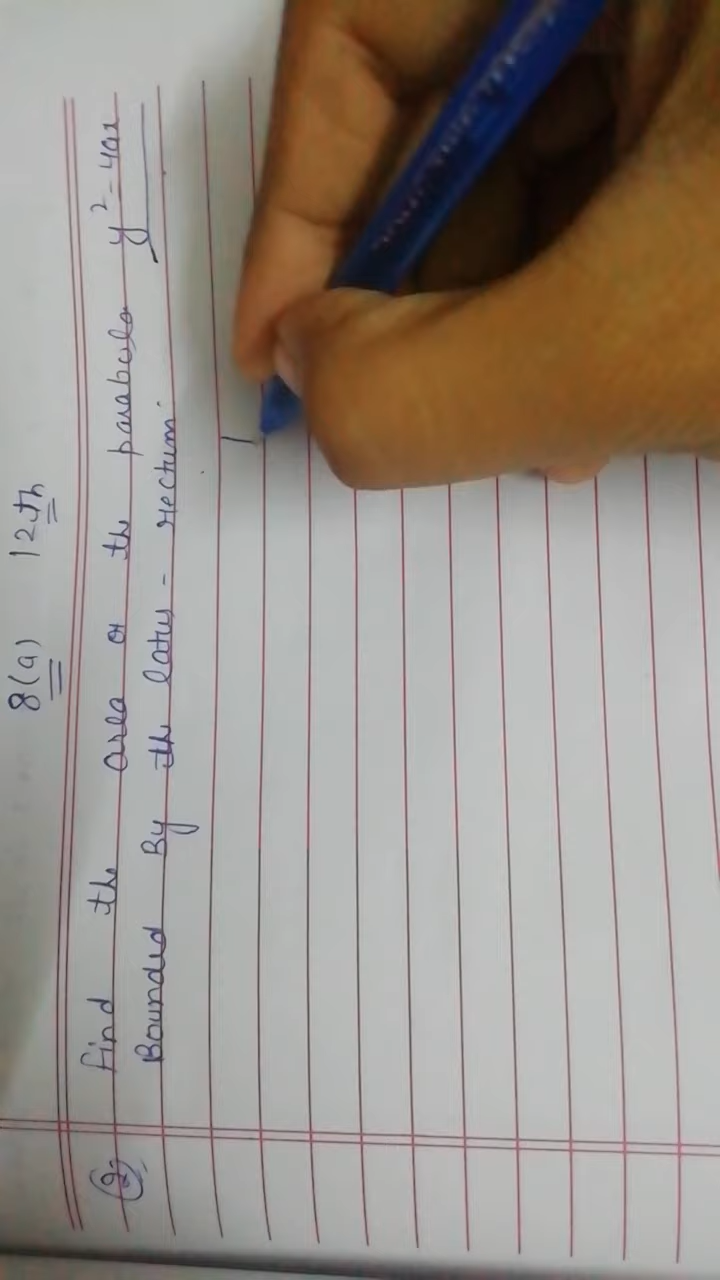 8(a) 12th
Q. find the area of the parabola y² = 4ax
Bounded By the latus - rectum.